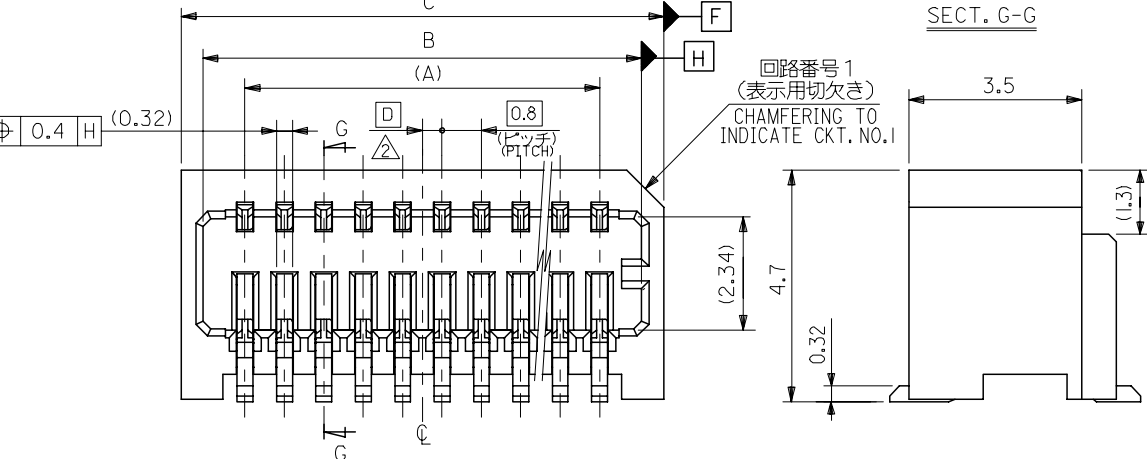 C
F
SECT. G-G
B
H
(A)
回路番号1
(表示用切欠き)
CHAMFERING TO
INDICATE CKT. NO.1
3.5
⌖ 0.4 H
(0.32)
G
D
2
0.8
(ピッチ)
(PITCH)
(1.3)
(2.34)
4.7
0.32
℄
G